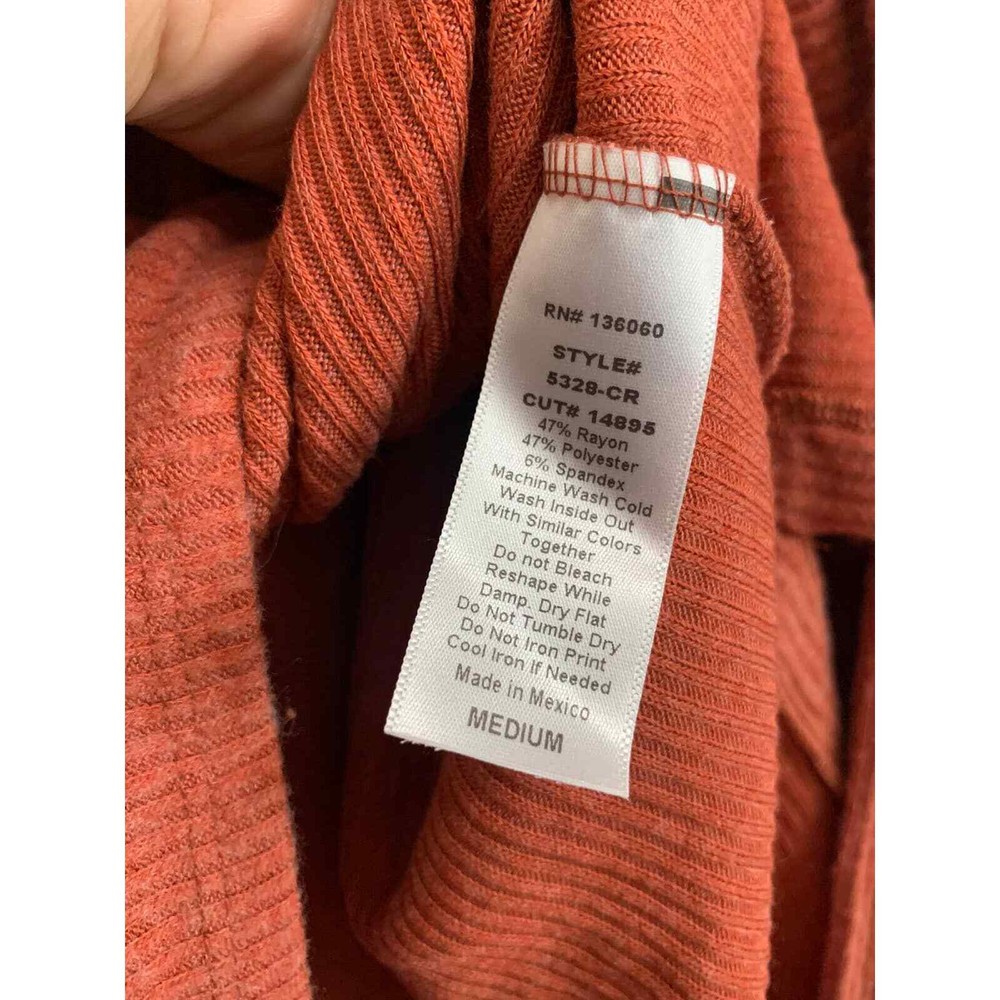 RN# 136060
STYLE#
5328-CR
CUT# 14895
47% Rayon
47% Polyester
6% Spandex
Machine Wash Cold
Wash Inside Out
With Similar Colors
Together
Do not Bleach
Reshape While
Damp. Dry Flat
Do Not Tumble Dry
Do Not Iron Print
Cool Iron If Needed
Made in Mexico
MEDIUM